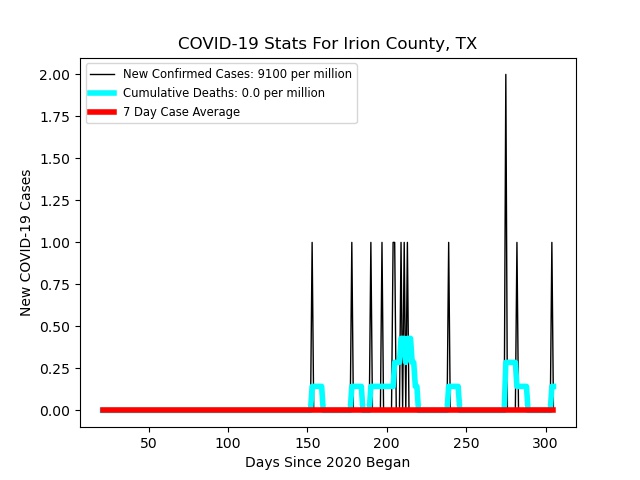 COVID-19 Stats For Irion County, TX
New Confirmed Cases: 9100 per million
Cumulative Deaths: 0.0 per million
7 Day Case Average
New COVID-19 Cases
2.00
1.75
1.50
1.25
1.00
0.75
0.50
0.25
0.00
50 100 150 200 250 300
Days Since 2020 Began